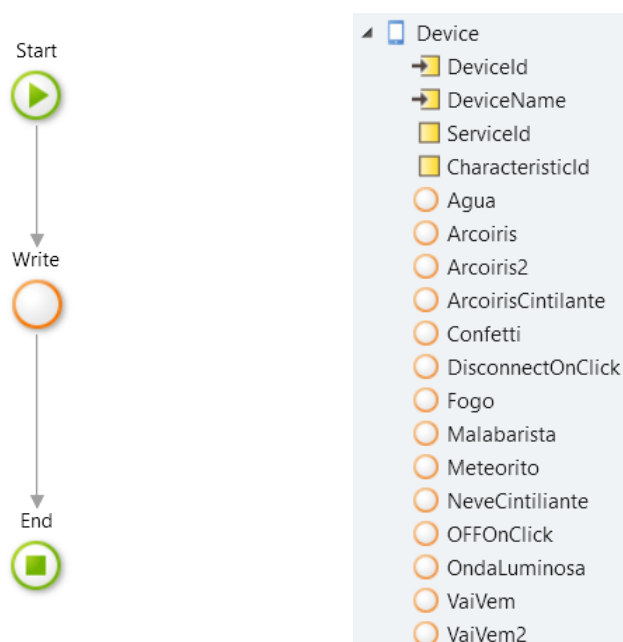 Start
Write
End
Device
DeviceId
DeviceName
ServiceId
CharacteristicId
Agua
Arcoiris
Arcoiris2
ArcoirisCintilante
Confetti
DisconnectOnClick
Fogo
Malabarista
Meteorito
NeveCintiliante
OFFOnClick
OndaLuminosa
VaiVem
VaiVem2